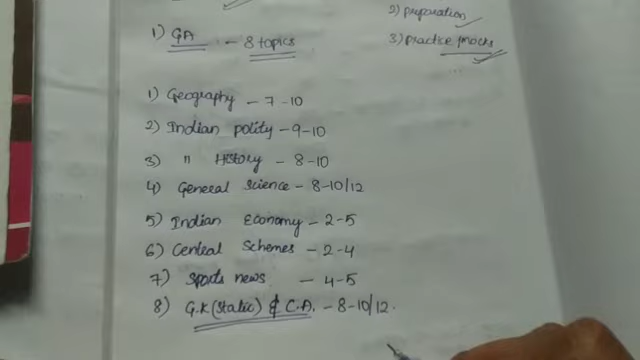 2) preparation
1) GA - 8 topics
3) practice mocks
1) Geography - 7-10
2) Indian polity - 9-10
3) " History - 8-10
4) General Science - 8-10/12
5) Indian Economy - 2-5
6) Central Schemes - 2-4
7) Sports news - 4-5
8) G.K (Static) & C.A. - 8-10/12.